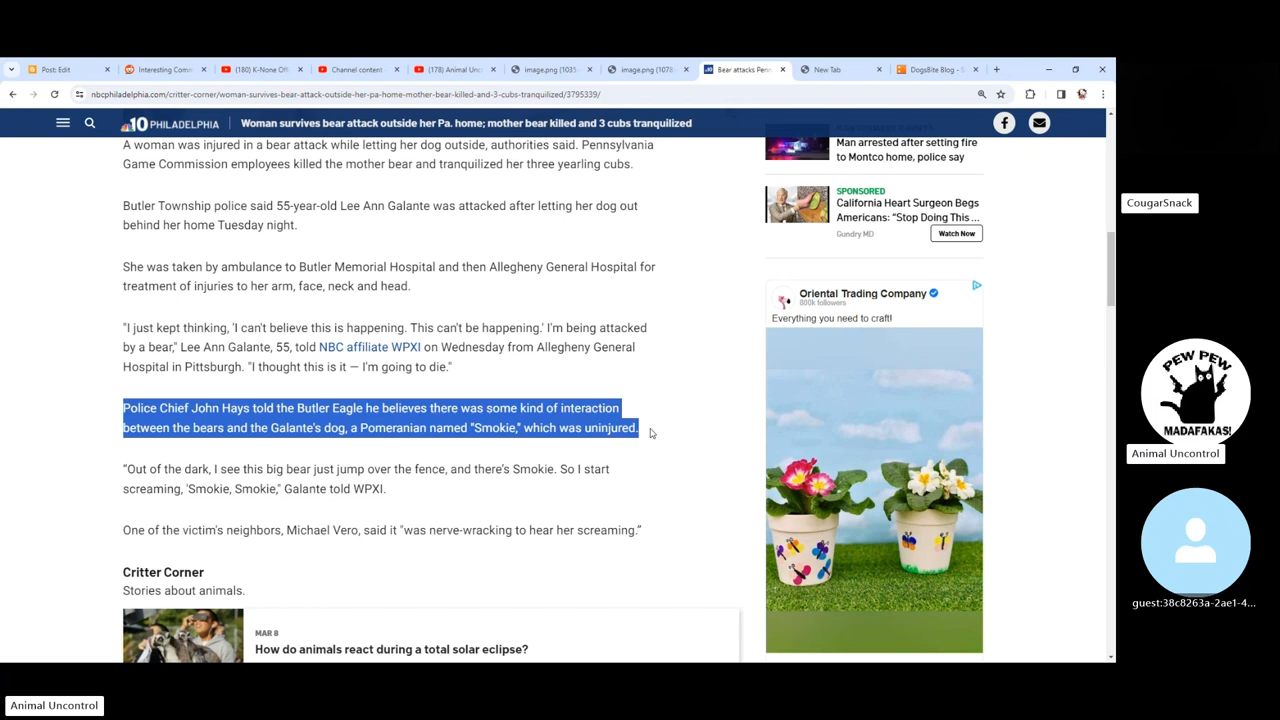 Post: Edit
Interesting Com
(180) K-None Off
Channel content
(178) Animal Unc
image.png (1035
image.png (1078
Bear attacks Penn
New Tab
DogsBite Blog - S
nbcphiladelphia.com/critter-corner/woman-survives-bear-attack-outside-her-pa-home-mother-bear-killed-and-3-cubs-tranquilized/3795339/
10 PHILADELPHIA
Woman survives bear attack outside her Pa. home; mother bear killed and 3 cubs tranquilized
A woman was injured in a bear attack while letting her dog outside, authorities said. Pennsylvania
Game Commission employees killed the mother bear and tranquilized her three yearling cubs.
Butler Township police said 55-year-old Lee Ann Galante was attacked after letting her dog out
behind her home Tuesday night.
She was taken by ambulance to Butler Memorial Hospital and then Allegheny General Hospital for
treatment of injuries to her arm, face, neck and head.
"I just kept thinking, 'I can't believe this is happening. This can't be happening.' I'm being attacked
by a bear," Lee Ann Galante, 55, told NBC affiliate WPXI on Wednesday from Allegheny General
Hospital in Pittsburgh. "I thought this is it — I'm going to die."
Police Chief John Hays told the Butler Eagle he believes there was some kind of interaction
between the bears and the Galante's dog, a Pomeranian named "Smokie," which was uninjured.
“Out of the dark, I see this big bear just jump over the fence, and there's Smokie. So I start
screaming, 'Smokie, Smokie," Galante told WPXI.
One of the victim's neighbors, Michael Vero, said it "was nerve-wracking to hear her screaming.”
Critter Corner
Stories about animals.
MAR 8
How do animals react during a total solar eclipse?
Man arrested after setting fire
to Montco home, police say
SPONSORED
California Heart Surgeon Begs
Americans: “Stop Doing This ...
Gundry MD
Watch Now
Oriental Trading Company
800k followers
Everything you need to craft!
CougarSnack
PEW PEW
MADAFAKAS!
Animal Uncontrol
guest:38c8263a-2ae1-4...
Animal Uncontrol